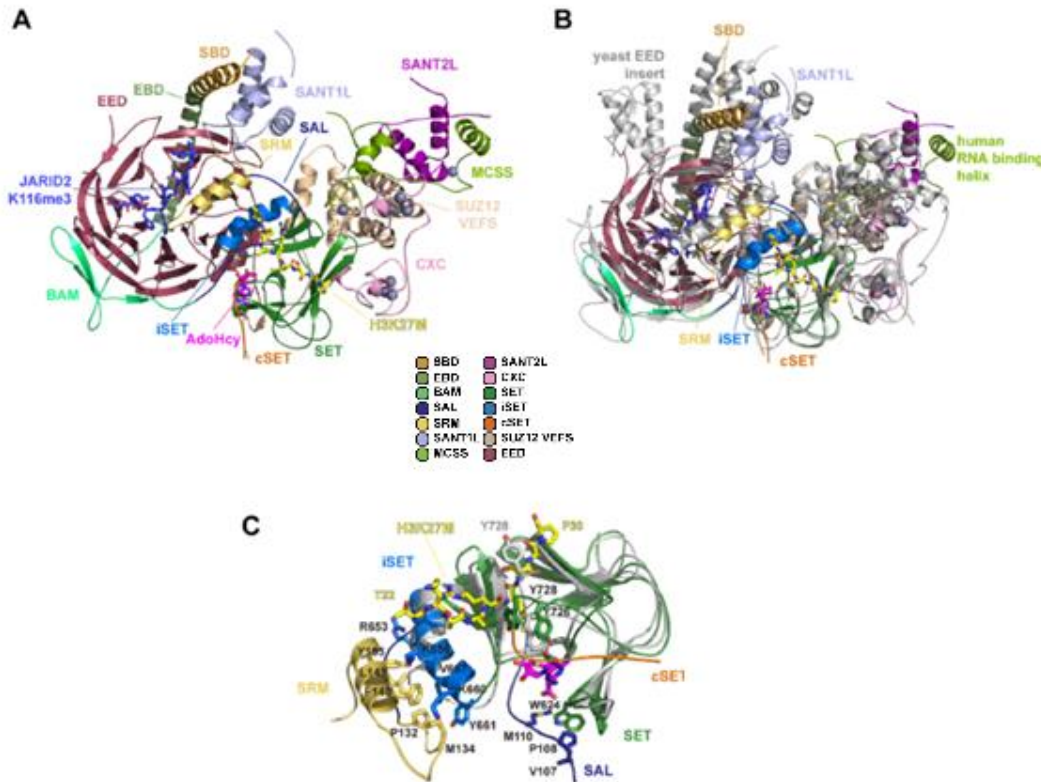 A
SBD
EBD
EED
SANT1L
SAL
SANT2L
SRM
MCSS
JARID2
K116me3
SUZ12
VEFS
CXC
BAM
iSET
AdoHcy
H3K27M
SET
cSET
B
SBD
yeast EED
insert
SANT1L
human
RNA binding
helix
SRM
iSET
cSET
SBD SANT2L
EBD CXC
BAM SET
SAL iSET
SRM cSET
SANT1L SUZ12 VEFS
MCSS EED
C
H3K27M
Y728
P30
iSET
T22
Y728
Y726
R653
SRM
cSET
K660
W624
Y661
M110
SET
P132
P108
M134
V107
SAL